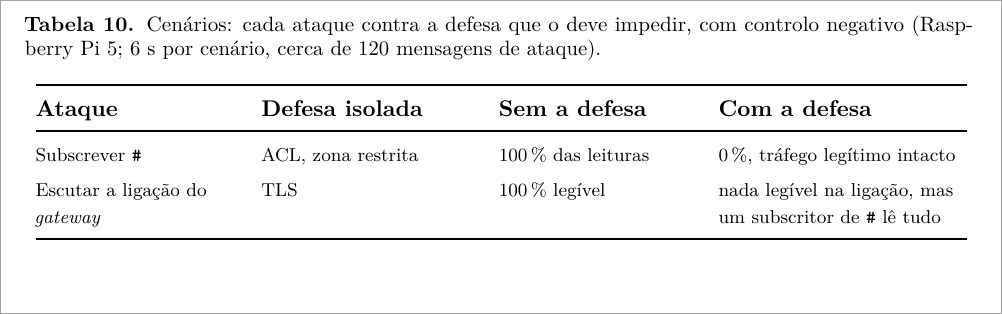 Tabela 10. Cenários: cada ataque contra a defesa que o deve impedir, com controlo negativo (Rasp-
berry Pi 5; 6 s por cenário, cerca de 120 mensagens de ataque).
Ataque Defesa isolada Sem a defesa Com a defesa
Subscrever # ACL, zona restrita 100 % das leituras 0 %, tráfego legítimo intacto
Escutar a ligação do TLS 100 % legível nada legível na ligação, mas
gateway um subscritor de # lê tudo